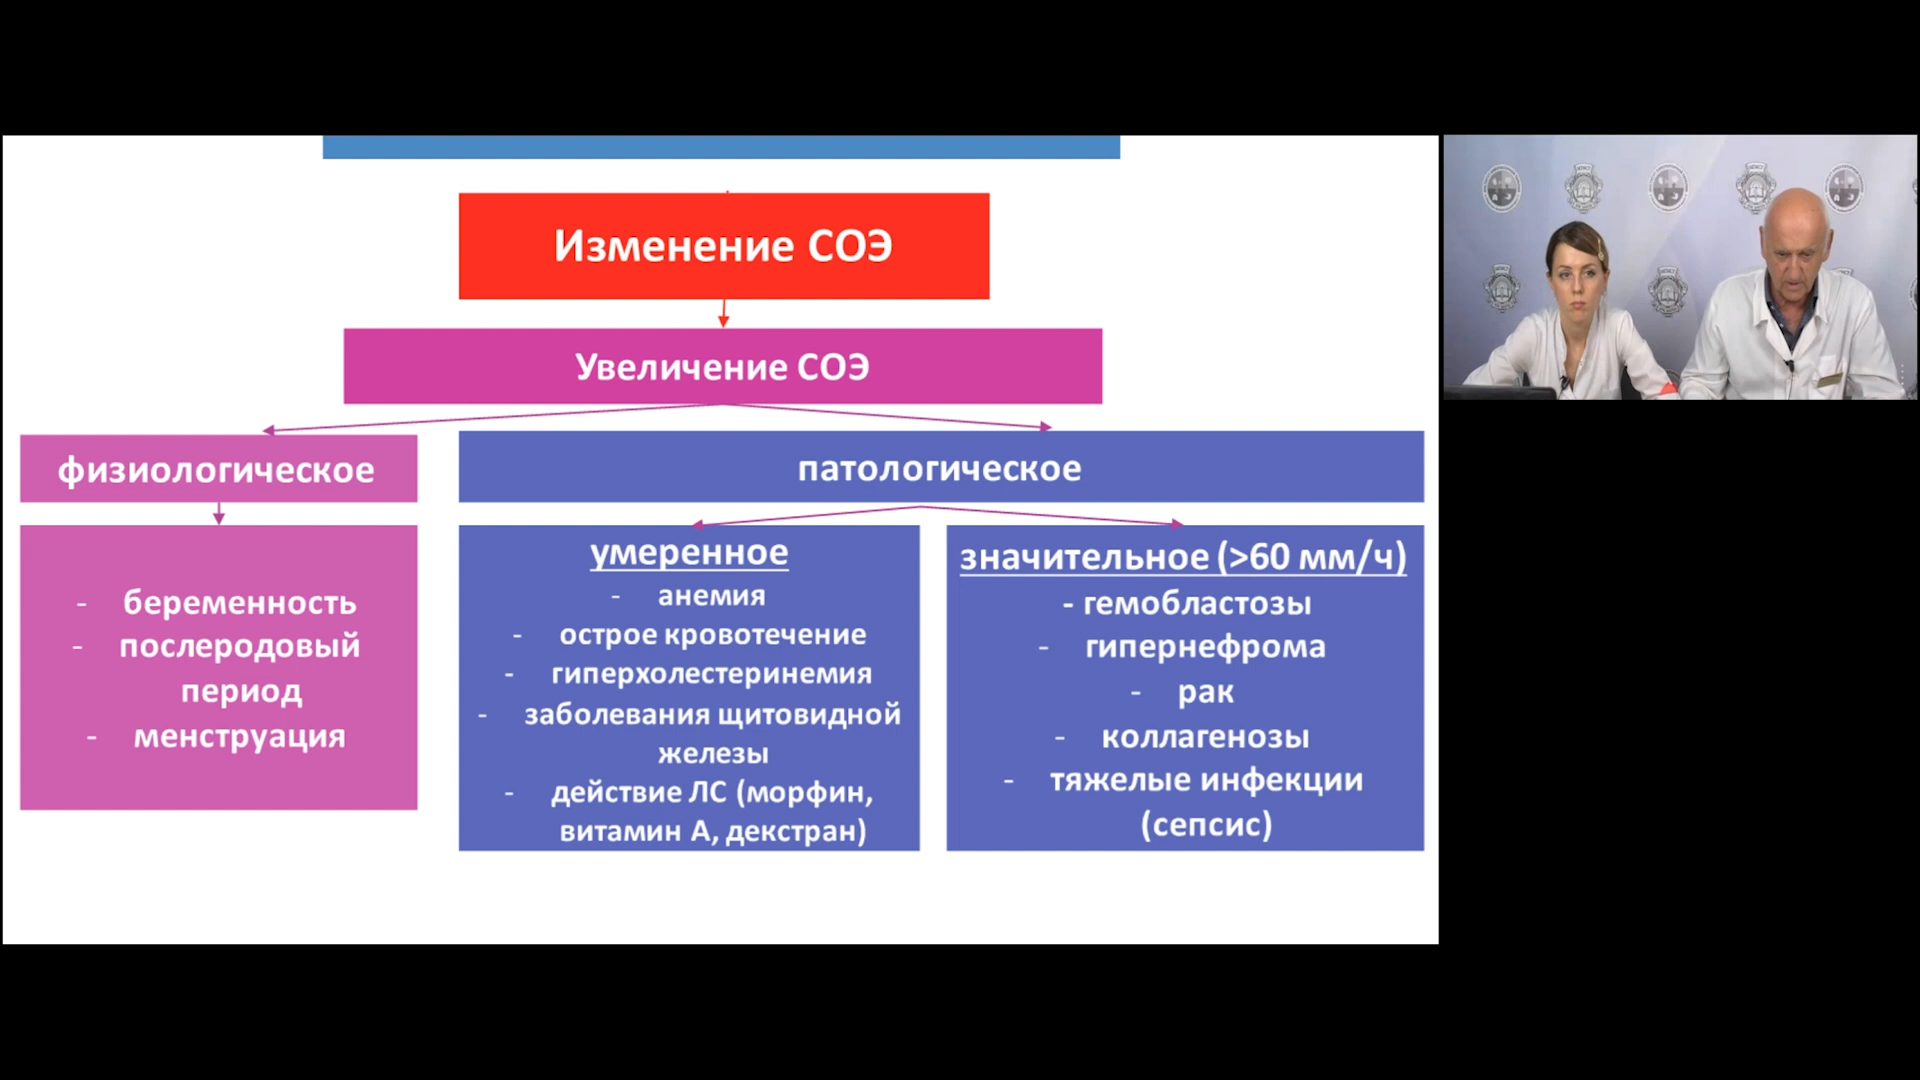 Изменение СОЭ
Увеличение СОЭ
физиологическое
- беременность
- послеродовый
период
- менструация
патологическое
умеренное
- анемия
- острое кровотечение
- гиперхолестеринемия
- заболевания щитовидной
железы
- действие ЛС (морфин,
витамин А, декстран)
значительное (>60 мм/ч)
- гемобластозы
- гипернефрома
- рак
- коллагенозы
- тяжелые инфекции
(сепсис)